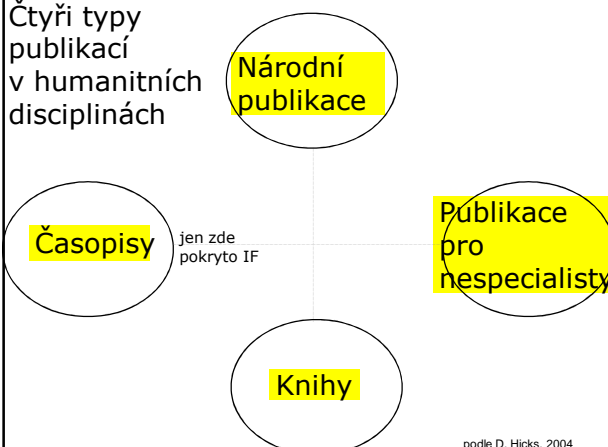 Čtyři typy
publikací
v humanitních
disciplinách
Národní
publikace
Časopisy
jen zde
pokryto IF
Publikace
pro
nespecialisty
Knihy
podle D. Hicks, 2004